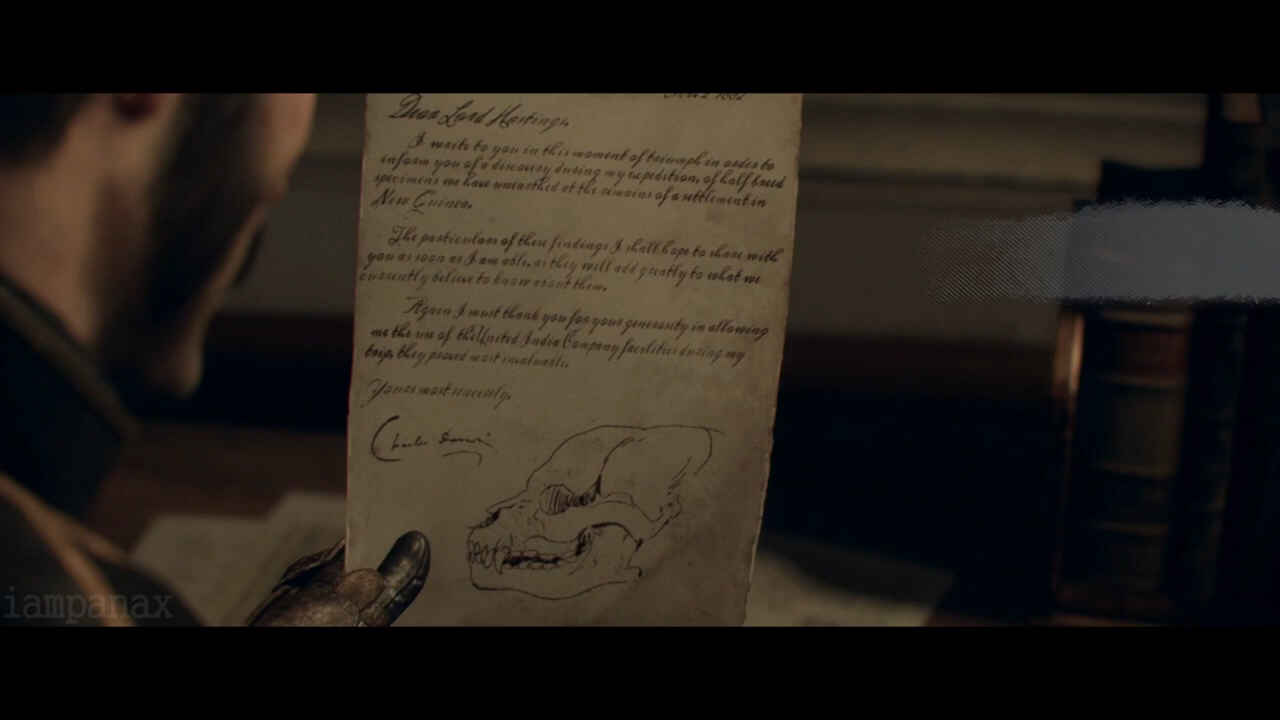 Dear Lord Hastings,
I write to you in this moment of triumph in order to
inform you of a discovery during my expedition, of half breed
specimens we have unearthed at the remains of a settlement in
New Guinea.
The particulars of these findings I shall hope to share with
you as soon as I am able, as they will add greatly to what we
currently believe to know about them.
Again I must thank you for your generosity in allowing
me the use of the United India Company facilities during my
trip, they proved most invaluable.
Yours most sincerely,
Charles Darwin
iampanax